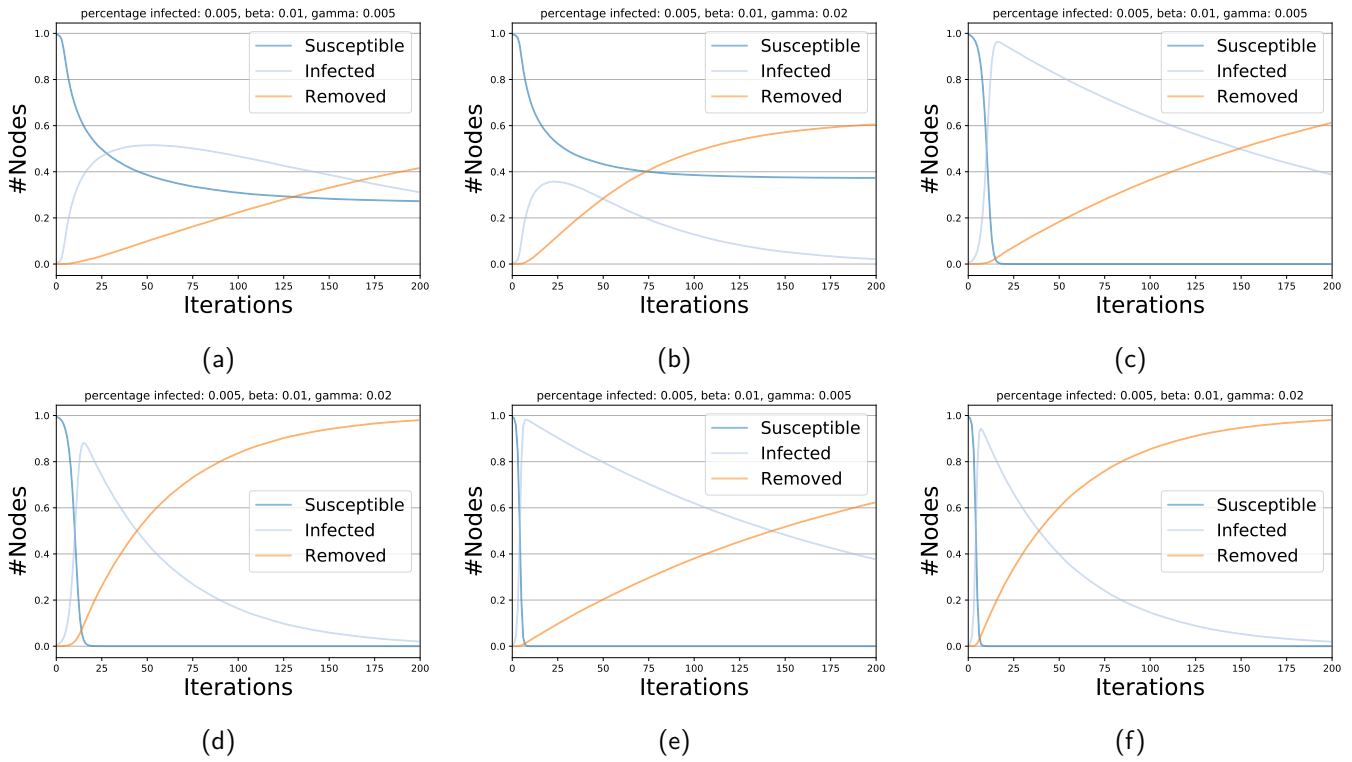 percentage infected: 0.005, beta: 0.01, gamma: 0.005
1.0
0.8
0.6
0.4
0.2
0.0
#Nodes
Susceptible
Infected
Removed
0 25 50 75 100 125 150 175 200
Iterations
(a)
percentage infected: 0.005, beta: 0.01, gamma: 0.02
1.0
0.8
0.6
0.4
0.2
0.0
#Nodes
Susceptible
Infected
Removed
0 25 50 75 100 125 150 175 200
Iterations
(b)
percentage infected: 0.005, beta: 0.01, gamma: 0.005
1.0
0.8
0.6
0.4
0.2
0.0
#Nodes
Susceptible
Infected
Removed
0 25 50 75 100 125 150 175 200
Iterations
(c)
percentage infected: 0.005, beta: 0.01, gamma: 0.02
1.0
0.8
0.6
0.4
0.2
0.0
#Nodes
Susceptible
Infected
Removed
0 25 50 75 100 125 150 175 200
Iterations
(d)
percentage infected: 0.005, beta: 0.01, gamma: 0.005
1.0
0.8
0.6
0.4
0.2
0.0
#Nodes
Susceptible
Infected
Removed
0 25 50 75 100 125 150 175 200
Iterations
(e)
percentage infected: 0.005, beta: 0.01, gamma: 0.02
1.0
0.8
0.6
0.4
0.2
0.0
#Nodes
Susceptible
Infected
Removed
0 25 50 75 100 125 150 175 200
Iterations
(f)